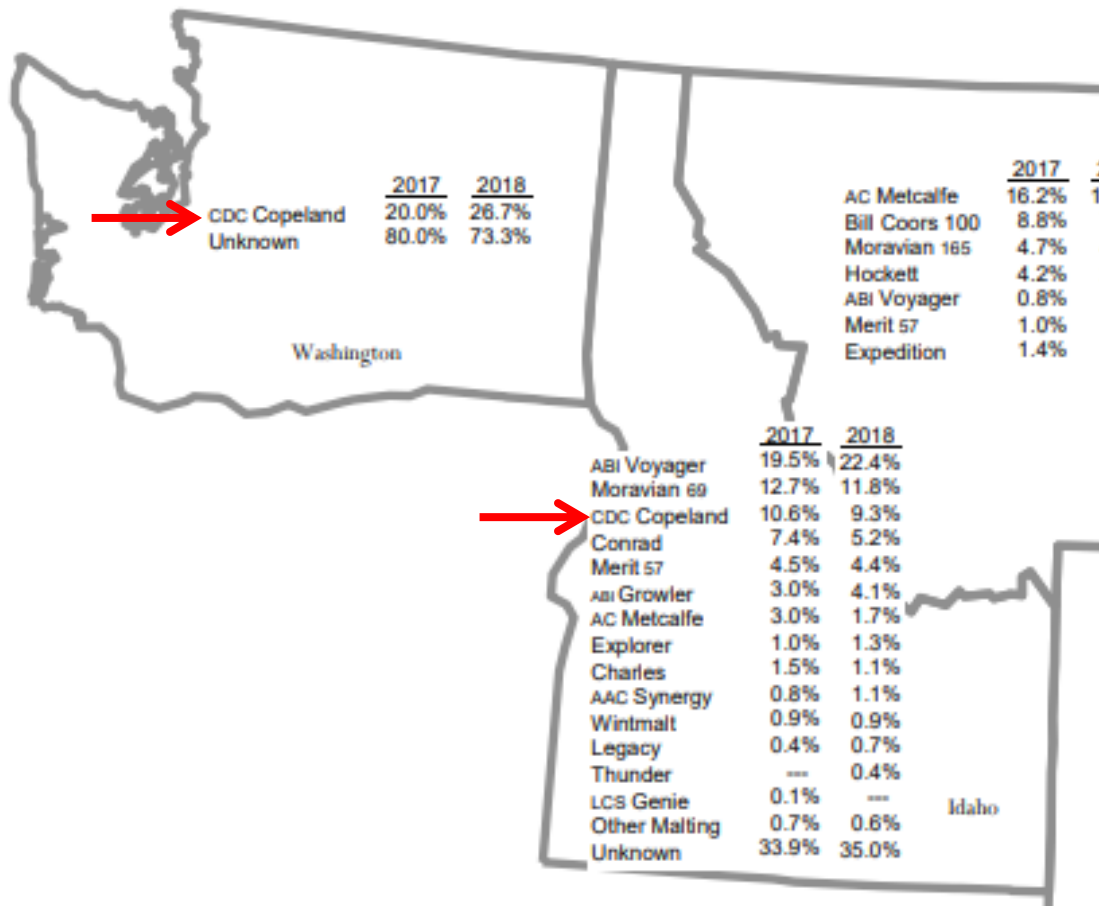 2017 2018
CDC Copeland 20.0% 26.7%
Unknown 80.0% 73.3%
Washington
2017
AC Metcalfe 16.2%
Bill Coors 100 8.8%
Moravian 165 4.7%
Hockett 4.2%
ABI Voyager 0.8%
Merit 57 1.0%
Expedition 1.4%
2017 2018
ABI Voyager 19.5% 22.4%
Moravian 69 12.7% 11.8%
CDC Copeland 10.6% 9.3%
Conrad 7.4% 5.2%
Merit 57 4.5% 4.4%
ABI Growler 3.0% 4.1%
AC Metcalfe 3.0% 1.7%
Explorer 1.0% 1.3%
Charles 1.5% 1.1%
AAC Synergy 0.8% 1.1%
Wintmalt 0.9% 0.9%
Legacy 0.4% 0.7%
Thunder --- 0.4%
LCS Genie 0.1% ---
Other Malting 0.7% 0.6%
Unknown 33.9% 35.0%
Idaho